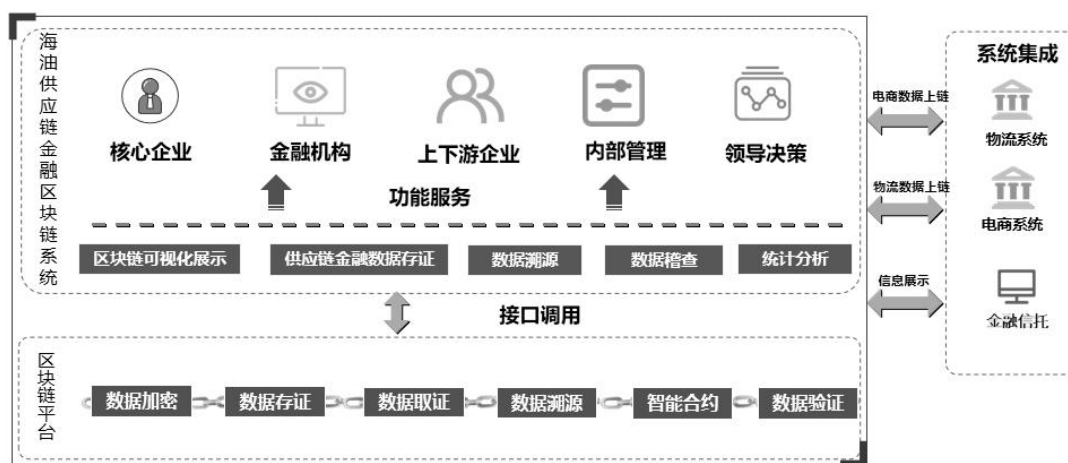 海油供应链金融区块链系统
核心企业
金融机构
上下游企业
内部管理
领导决策
功能服务
区块链可视化展示
供应链金融数据存证
数据溯源
数据稽查
统计分析
接口调用
区块链平台
数据加密
数据存证
数据取证
数据溯源
智能合约
数据验证
电商数据上链
物流数据上链
信息展示
系统集成
物流系统
电商系统
金融信托